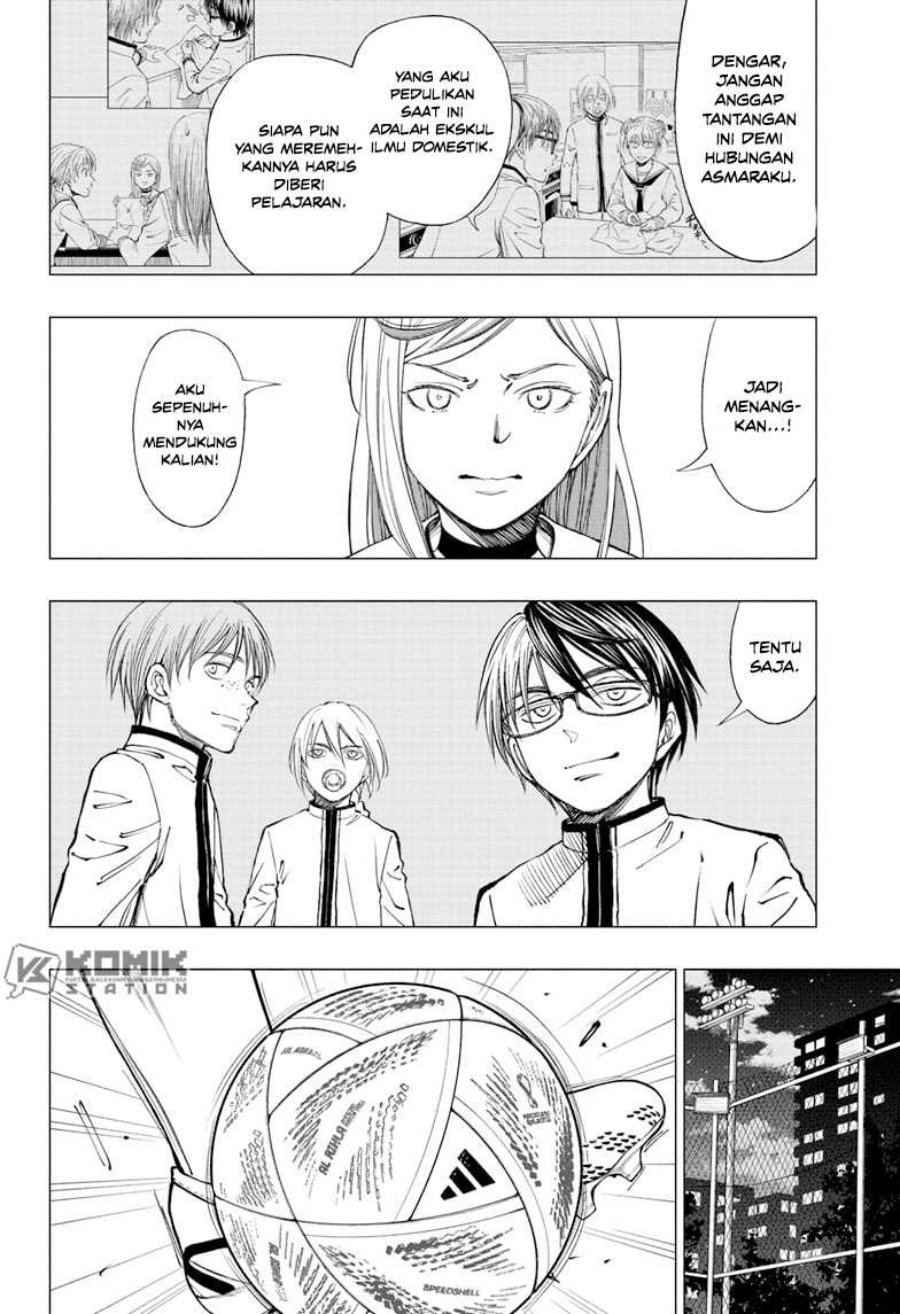 DENGAR,
JANGAN
ANGGAP
TANTANGAN
INI DEMI
HUBUNGAN
ASMARAKU.
YANG AKU
PEDULIKAN
SAAT INI
ADALAH EKSKUL
ILMU DOMESTIK.
SIAPA PUN
YANG MEREMEH-
KANNYA HARUS
DIBERI
PELAJARAN.
JADI
MENANG-
KAN...!
AKU
SEPENUH-
NYA
MENDUKUNG
KALIAN!
TENTU
SAJA.
KOMIK
STATION
AL RIHLA
SPEEDSHELL